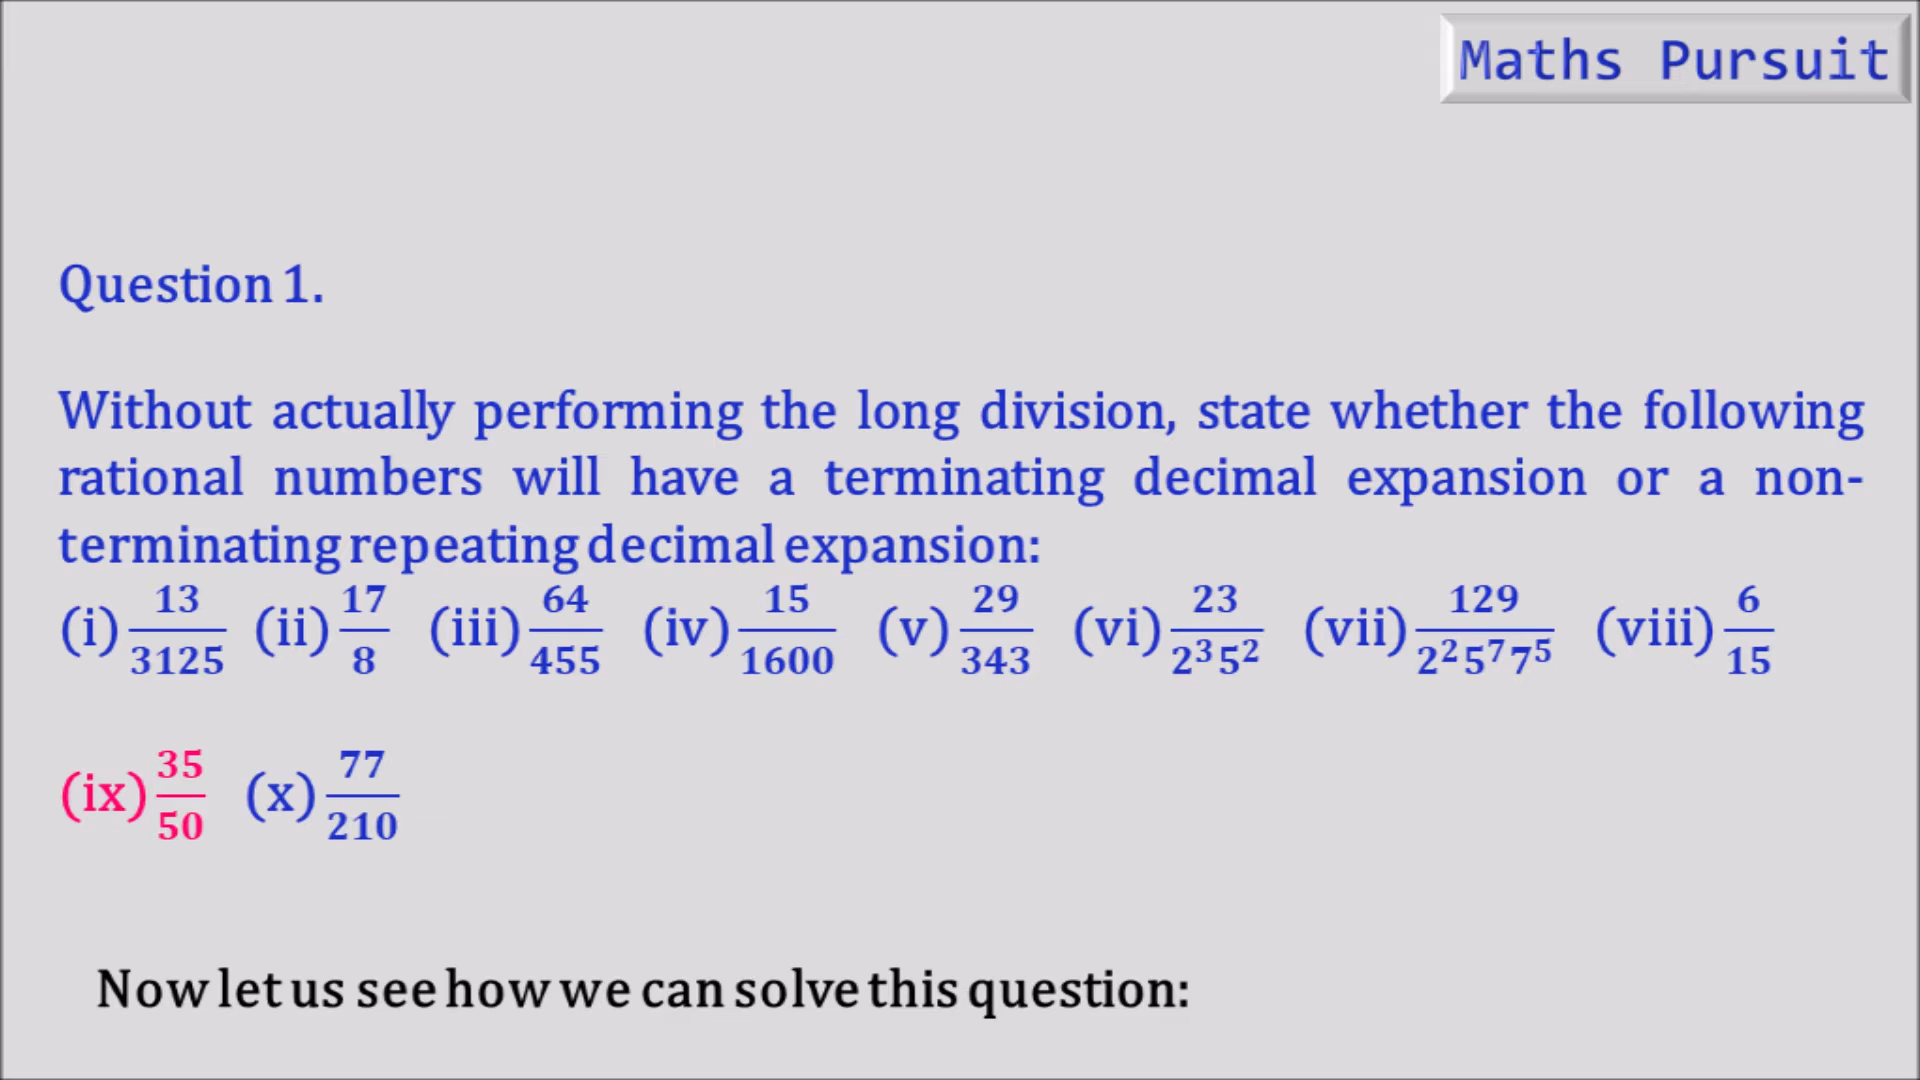 Maths Pursuit
Question 1.
Without actually performing the long division, state whether the following
rational numbers will have a terminating decimal expansion or a non-
terminating repeating decimal expansion:
(i) 13/3125 (ii) 17/8 (iii) 64/455 (iv) 15/1600 (v) 29/343 (vi) 23/2³5² (vii) 129/2²5⁷7⁵ (viii) 6/15
(ix) 35/50 (x) 77/210
Now let us see how we can solve this question: